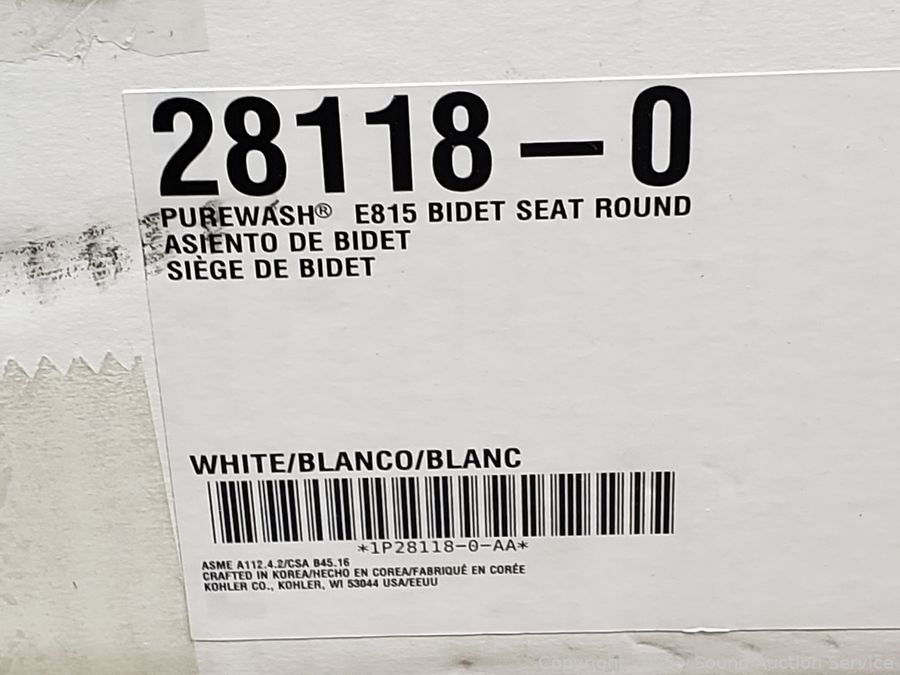 28118-0
PUREWASH® E815 BIDET SEAT ROUND
ASIENTO DE BIDET
SIÈGE DE BIDET
WHITE/BLANCO/BLANC
*1P28118-0-AA*
ASME A112.4.2/CSA B45.16
CRAFTED IN KOREA/HECHO EN COREA/FABRIQUÉ EN CORÉE
KOHLER CO., KOHLER, WI 53044 USA/EEUU
Sound Auction Service